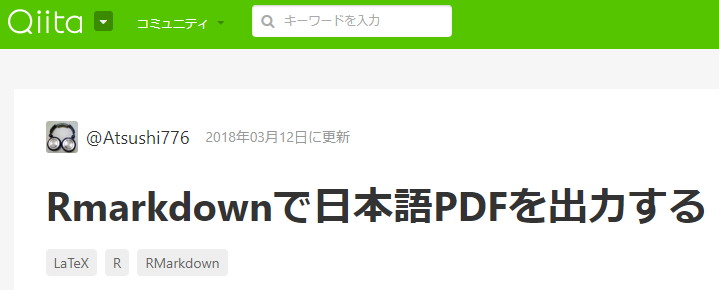 Qiita
コミュニティ
キーワードを入力
@Atsushi776 2018年03月12日に更新
Rmarkdownで日本語PDFを出力する
LaTeX R RMarkdown